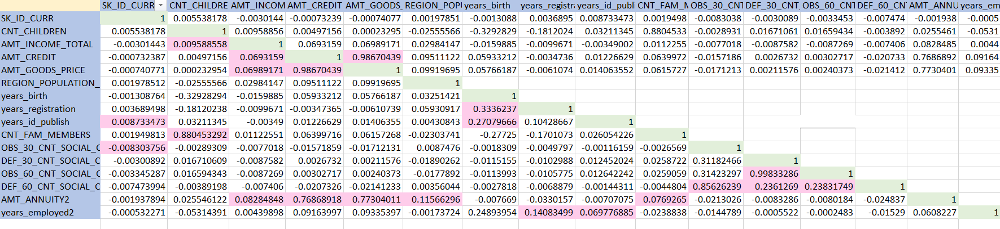 SK_ID_CURR CNT_CHILDRE AMT_INCOM AMT_CREDIT AMT_GOODS_ REGION_POPU years_birth years_registra years_id_publi CNT_FAM_M OBS_30_CNT DEF_30_CNT_ OBS_60_CNT DEF_60_CN AMT_ANNU years_em
SK_ID_CURR 1 0.005538178 -0.0030144 -0.00073239 -0.00074077 0.00197851 -0.0013088 0.0036895 0.008733473 0.0019498 -0.0083038 -0.0030089 -0.0033453 -0.007474 -0.001938 -0.0005
CNT_CHILDREN 0.005538178 1 0.00958856 0.00497156 0.00023295 -0.02555566 -0.3292829 -0.1812024 0.03211345 0.8804533 -0.0028931 0.01671061 0.01659434 -0.003892 0.0255461 -0.0531
AMT_INCOME_TOTAL -0.00301443 0.009588558 1 0.0693159 0.06989171 0.02984147 -0.0159885 -0.0099671 -0.00349002 0.0112255 -0.0077018 -0.0087582 -0.0087269 -0.007406 0.0828485 0.0044
AMT_CREDIT -0.000732387 0.00497156 0.0693159 1 0.98670439 0.09511122 0.05933212 -0.0034736 0.01226629 0.0639972 -0.0157186 0.0026732 0.00302717 -0.020733 0.7686892 0.09164
AMT_GOODS_PRICE -0.000740771 0.000232954 0.06989171 0.98670439 1 0.09919695 0.05766187 -0.0061074 0.014063552 0.0615727 -0.0171213 0.00211576 0.00240373 -0.021412 0.7730401 0.09335
REGION_POPULATION_ 0.001978512 -0.02555566 0.02984147 0.09511122 0.09919695 1
years_birth -0.001308764 -0.32928294 -0.0159885 0.05933212 0.05766187 0.03251421 1
years_registration 0.003689498 -0.18120238 -0.0099671 -0.00347365 -0.00610739 0.05930917 0.3336237 1
years_id_publish 0.008733473 0.03211345 -0.00349 0.01226629 0.01406355 0.00430843 0.27079666 0.10428667 1
CNT_FAM_MEMBERS 0.001949813 0.880453292 0.01122551 0.06399716 0.06157268 -0.02303741 -0.27725 -0.1701073 0.026054226 1
OBS_30_CNT_SOCIAL_C -0.008303756 -0.00289309 -0.0077018 -0.01571859 -0.01712131 0.0087476 -0.0018309 -0.0049797 -0.00116159 -0.0026569 1
DEF_30_CNT_SOCIAL_C -0.00300892 0.016710609 -0.0087582 0.0026732 0.00211576 -0.01890262 -0.0115155 -0.0102988 0.012452024 0.0258722 0.31182466 1
OBS_60_CNT_SOCIAL_C -0.003345287 0.016594343 -0.0087269 0.00302717 0.00240373 -0.0177892 -0.0113993 -0.0105775 0.012642242 0.0259059 0.31423297 0.99833286 1
DEF_60_CNT_SOCIAL_C -0.007473994 -0.00389198 -0.007406 -0.0207326 -0.02141233 0.00356044 -0.0027818 -0.0068879 -0.00144311 -0.0044804 0.85626239 0.2361269 0.23831749 1
AMT_ANNUITY2 -0.001937894 0.025546122 0.08284848 0.76868918 0.77304011 0.11566296 -0.007669 -0.0330157 -0.00707075 0.0769265 -0.0213026 -0.0083286 -0.0080184 -0.024837 1
years_employed2 -0.000532271 -0.05314391 0.00439898 0.09163997 0.09335397 -0.00173724 0.24893954 0.14083499 0.069776885 -0.0238838 -0.0144789 -0.0005522 -0.0002483 -0.01529 0.0608227 1